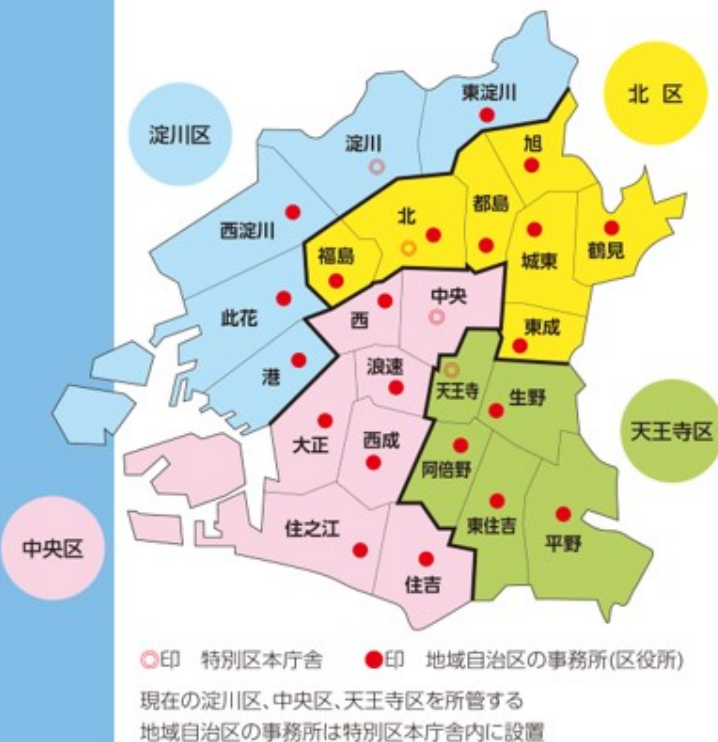 東淀川
北 区
淀川区
淀川
旭
都島
西淀川
北
福島
城東
鶴見
此花
西
中央
東成
港
浪速
天王寺
生野
大正
西成
阿倍野
天王寺区
住之江
東住吉
平野
中央区
住吉
◎印 特別区本庁舎 ●印 地域自治区の事務所(区役所)
現在の淀川区、中央区、天王寺区を所管する
地域自治区の事務所は特別区本庁舎内に設置